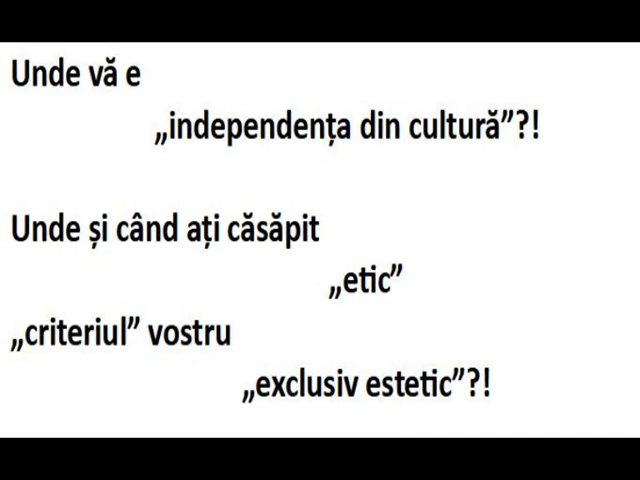 Unde vă e
„independența din cultură”?!
Unde și când ați căsăpit
„etic”
„criteriul” vostru
„exclusiv estetic”?!